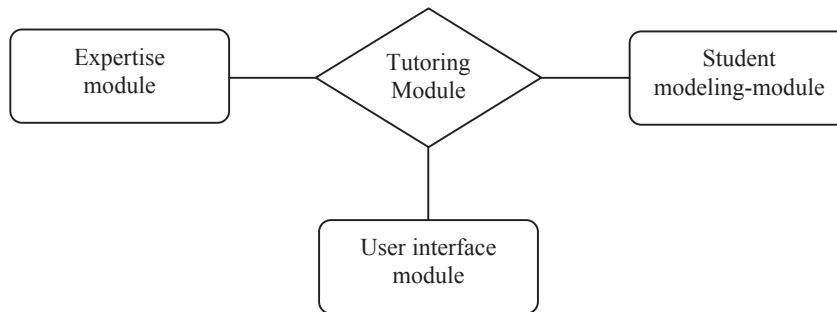 Expertise
module
Tutoring
Module
Student
modeling-module
User interface
module